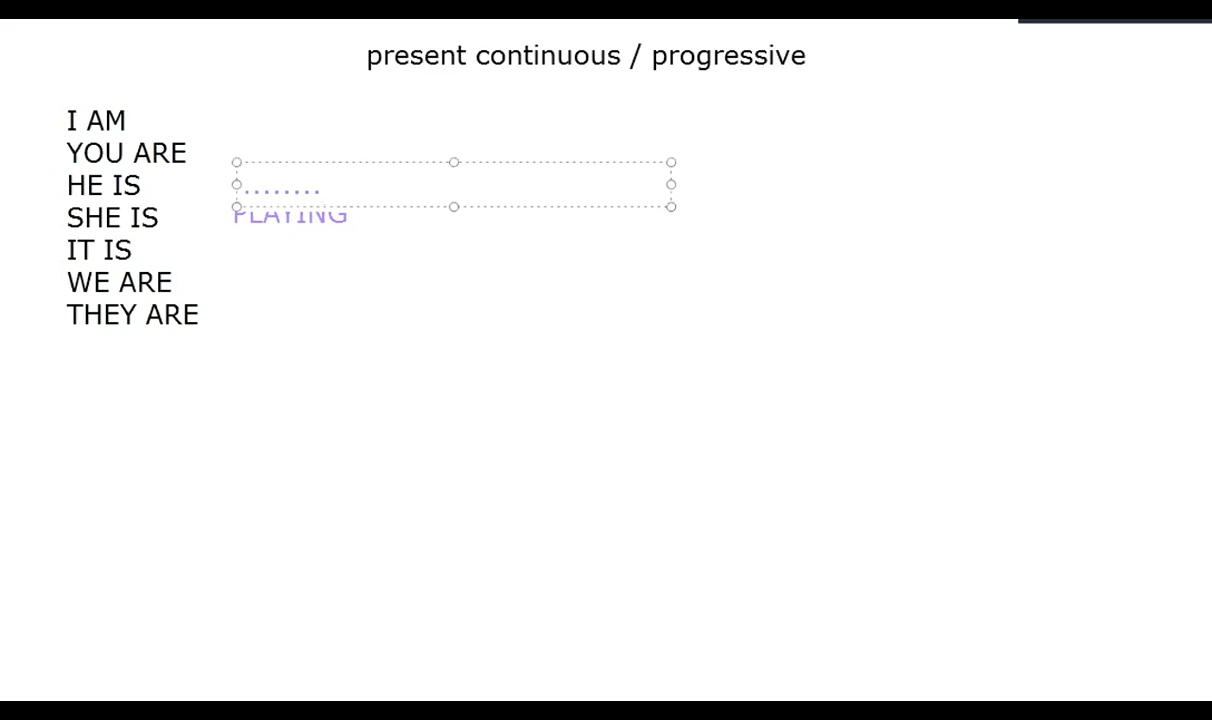 present continuous / progressive
I AM
YOU ARE
HE IS
........
SHE IS
PLAYING
IT IS
WE ARE
THEY ARE